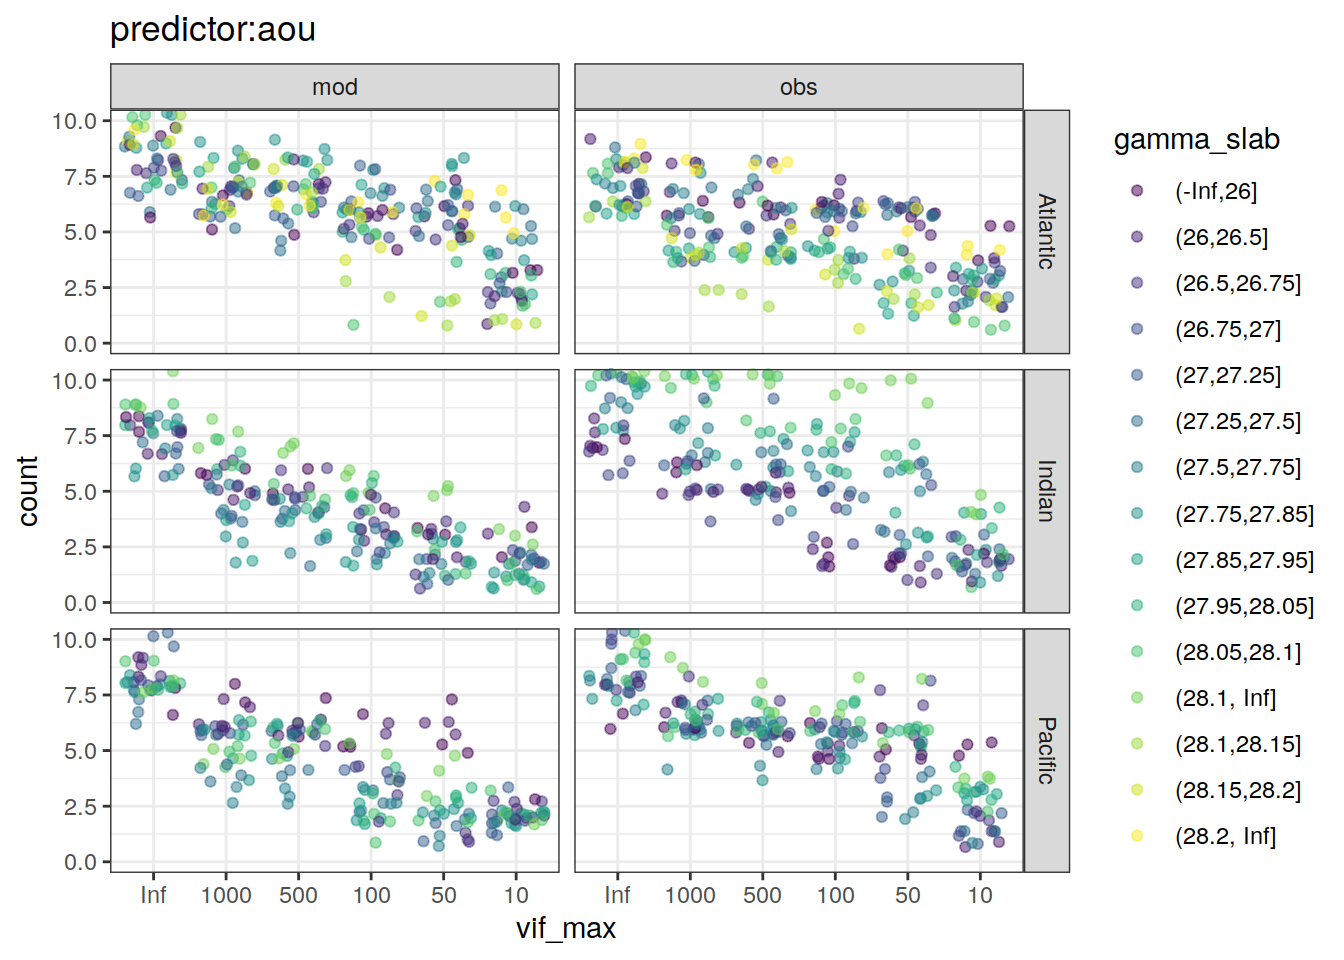 predictor:aou
mod
obs
10.0
7.5
5.0
2.5
0.0
Atlantic
10.0
7.5
5.0
2.5
0.0
Indian
10.0
7.5
5.0
2.5
0.0
Pacific
count
Inf 1000 500 100 50 10
Inf 1000 500 100 50 10
vif_max
gamma_slab
(-Inf,26]
(26,26.5]
(26.5,26.75]
(26.75,27]
(27,27.25]
(27.25,27.5]
(27.5,27.75]
(27.75,27.85]
(27.85,27.95]
(27.95,28.05]
(28.05,28.1]
(28.1, Inf]
(28.1,28.15]
(28.15,28.2]
(28.2, Inf]